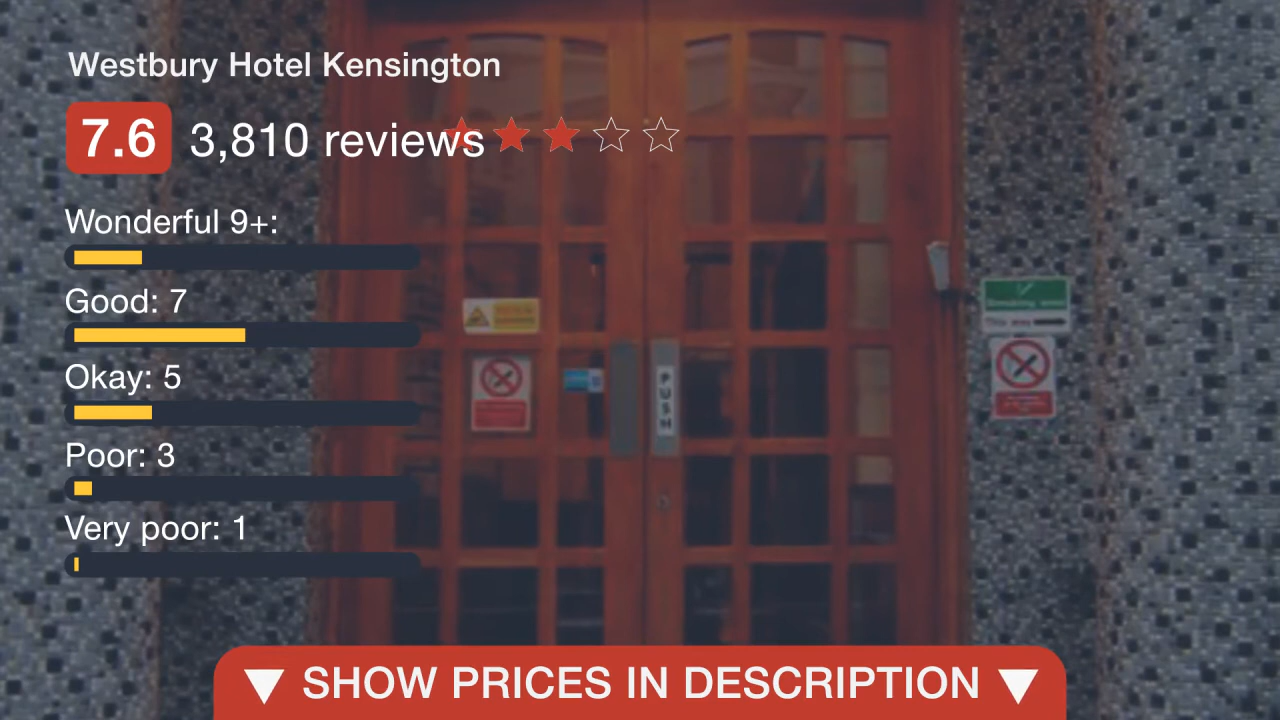 Westbury Hotel Kensington
7.6 3,810 reviews
Wonderful 9+:
Good: 7
Okay: 5
Poor: 3
Very poor: 1
PUSH
▼ SHOW PRICES IN DESCRIPTION ▼